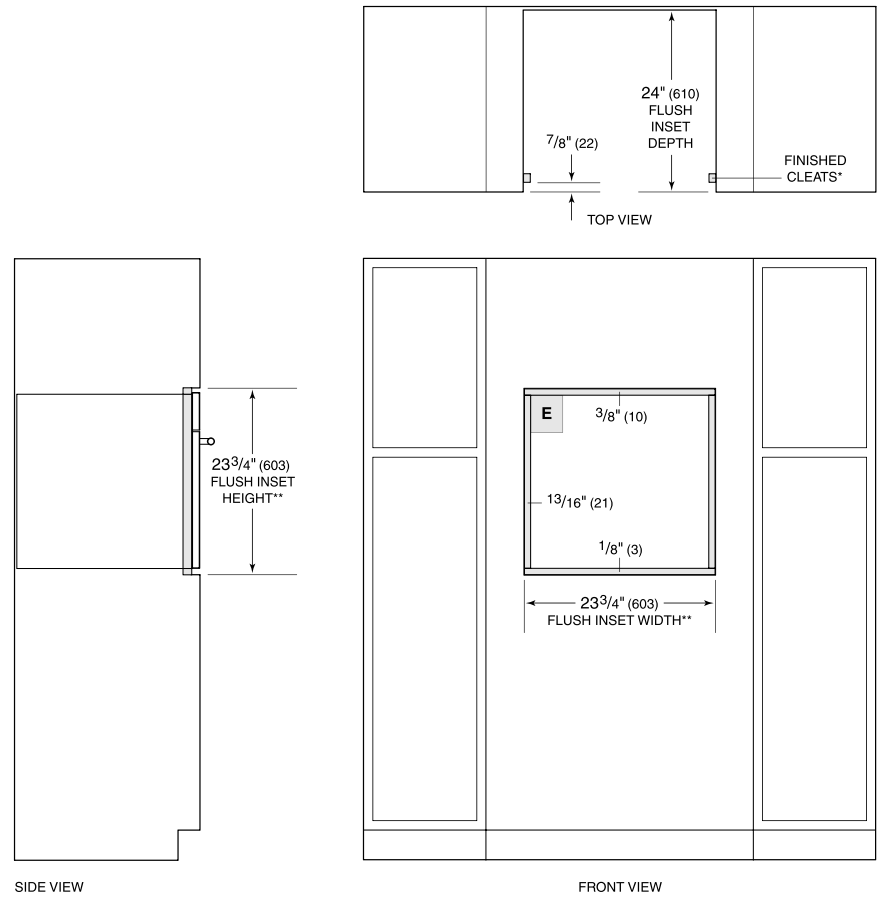 24" (610)
FLUSH
INSET
DEPTH
7/8" (22)
FINISHED
CLEATS*
TOP VIEW
E
3/8" (10)
23 3/4" (603)
FLUSH INSET
HEIGHT**
13/16" (21)
1/8" (3)
23 3/4" (603)
FLUSH INSET WIDTH**
SIDE VIEW
FRONT VIEW